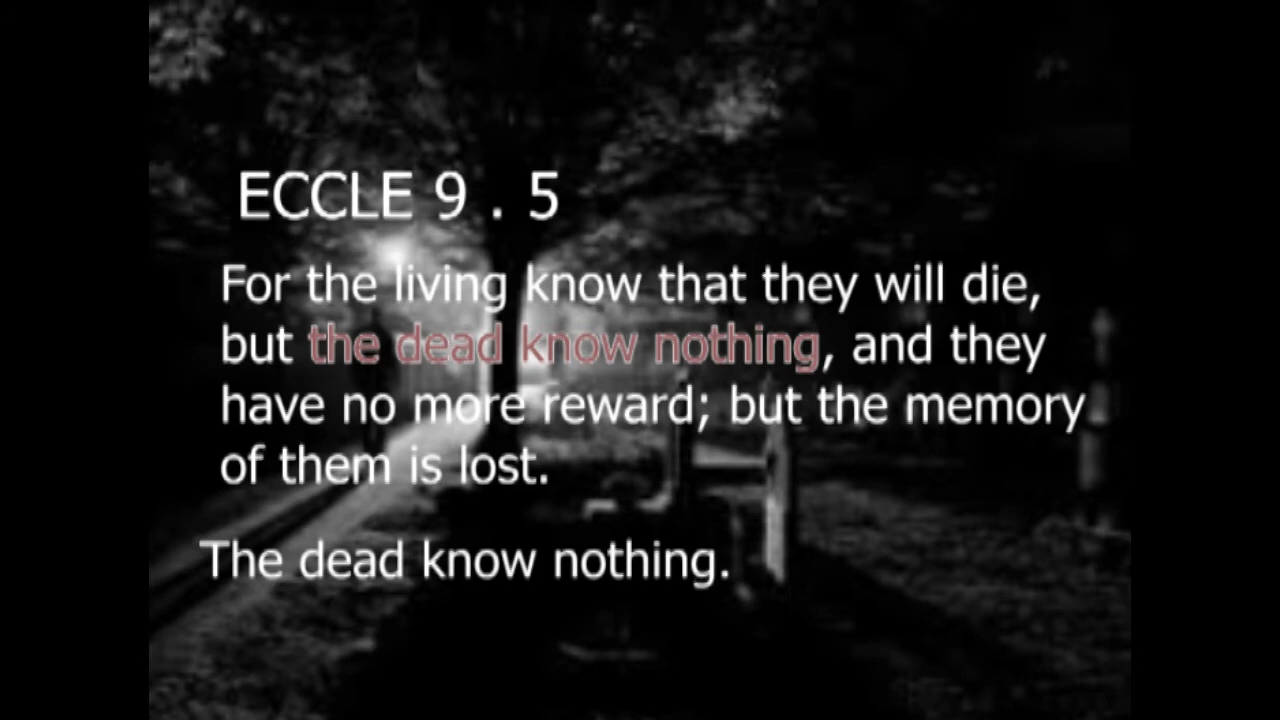 ECCLE 9 . 5
For the living know that they will die,
but the dead know nothing, and they
have no more reward; but the memory
of them is lost.
The dead know nothing.